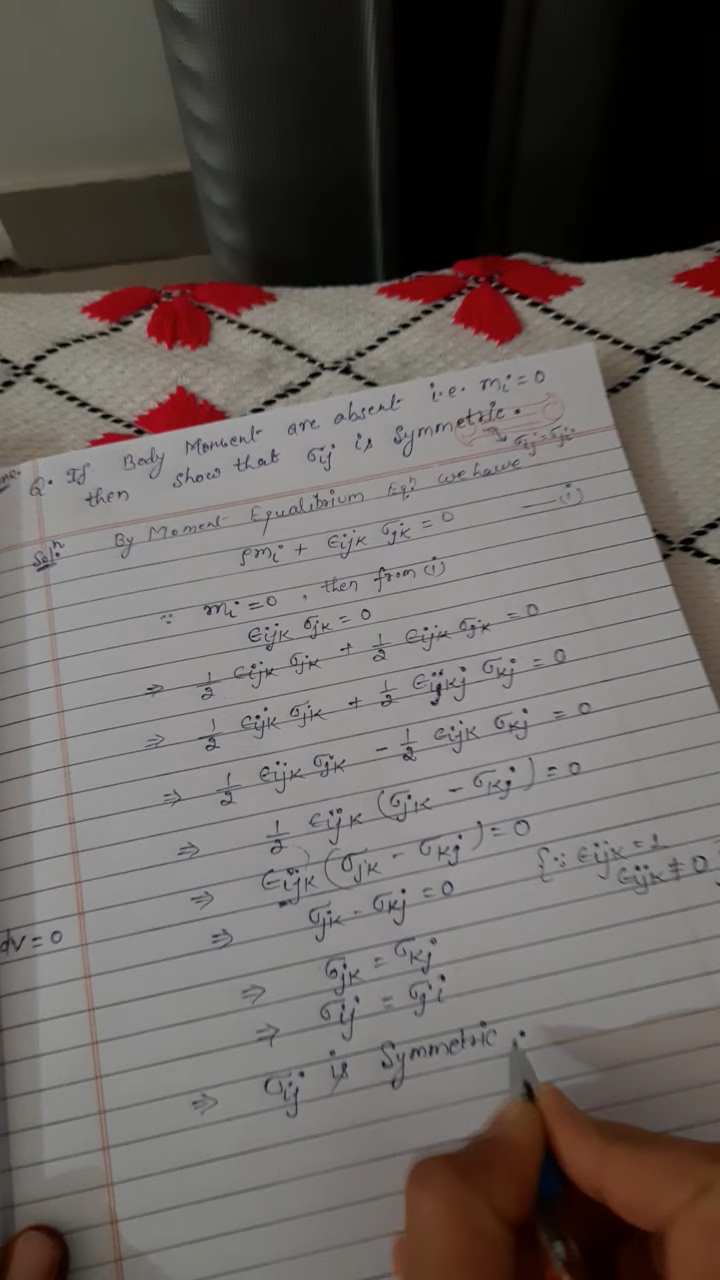 Q. If Body Moment are absent i.e. mi = 0
then show that σij is Symmetric.
σij = σji
Solⁿ: By Moment Equalibrium Eqⁿ we have
ρmi + ϵijk σjk = 0 —(i)
∵ mi = 0, then from (i)
ϵijk σjk = 0
⇒ 1/2 ϵijk σjk + 1/2 ϵijk σjk = 0
⇒ 1/2 ϵijk σjk + 1/2 ϵikj σkj = 0
⇒ 1/2 ϵijk σjk - 1/2 ϵijk σkj = 0
⇒ 1/2 ϵijk (σjk - σkj) = 0
⇒ ϵijk (σjk - σkj) = 0 {∵ ϵijk = 1
ϵijk ≠ 0
dv = 0 ⇒ σjk - σkj = 0
⇒ σjk = σkj
⇒ σij = σji
⇒ σij is Symmetric.